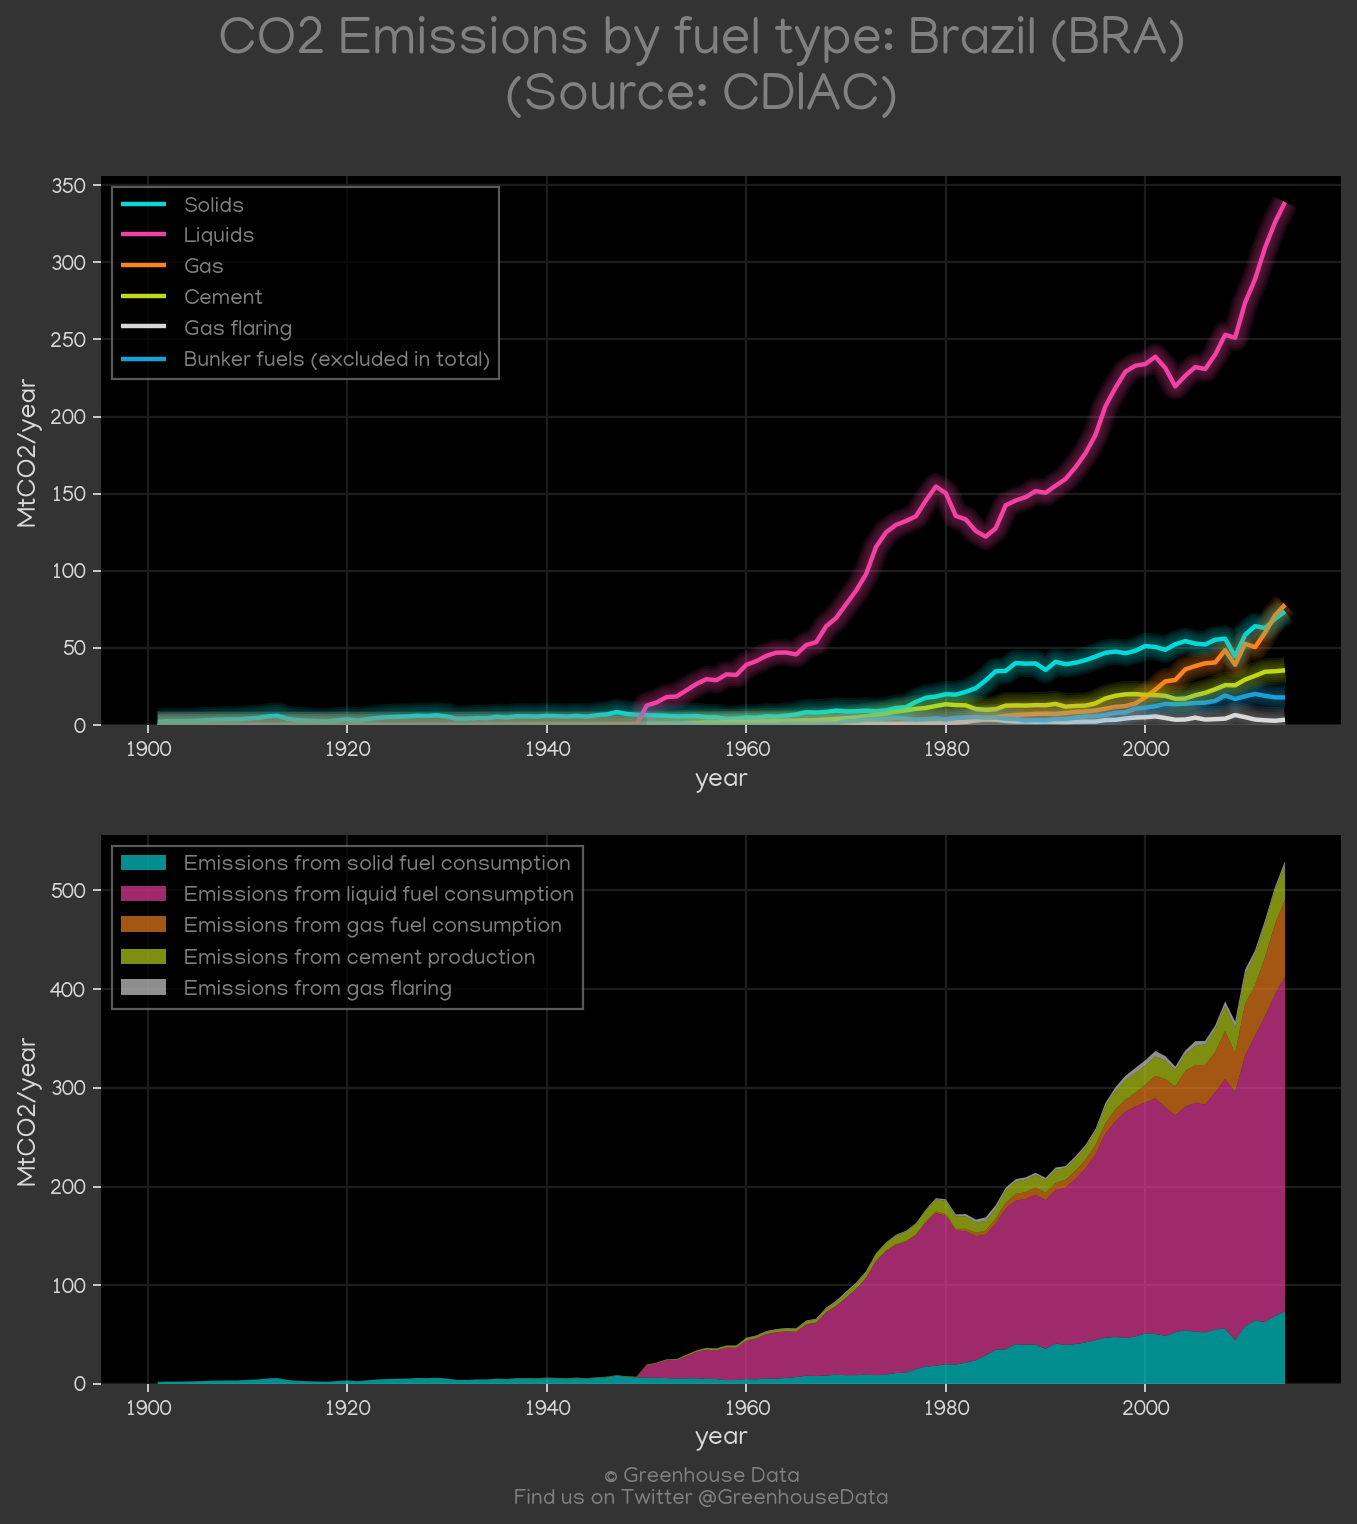 CO2 Emissions by fuel type: Brazil (BRA)
(Source: CDIAC)
350
300
250
200
150
100
50
0
MtCO2/year
Solids
Liquids
Gas
Cement
Gas flaring
Bunker fuels (excluded in total)
1900 1920 1940 1960 1980 2000
year
500
400
300
200
100
0
MtCO2/year
Emissions from solid fuel consumption
Emissions from liquid fuel consumption
Emissions from gas fuel consumption
Emissions from cement production
Emissions from gas flaring
1900 1920 1940 1960 1980 2000
year
© Greenhouse Data
Find us on Twitter @GreenhouseData